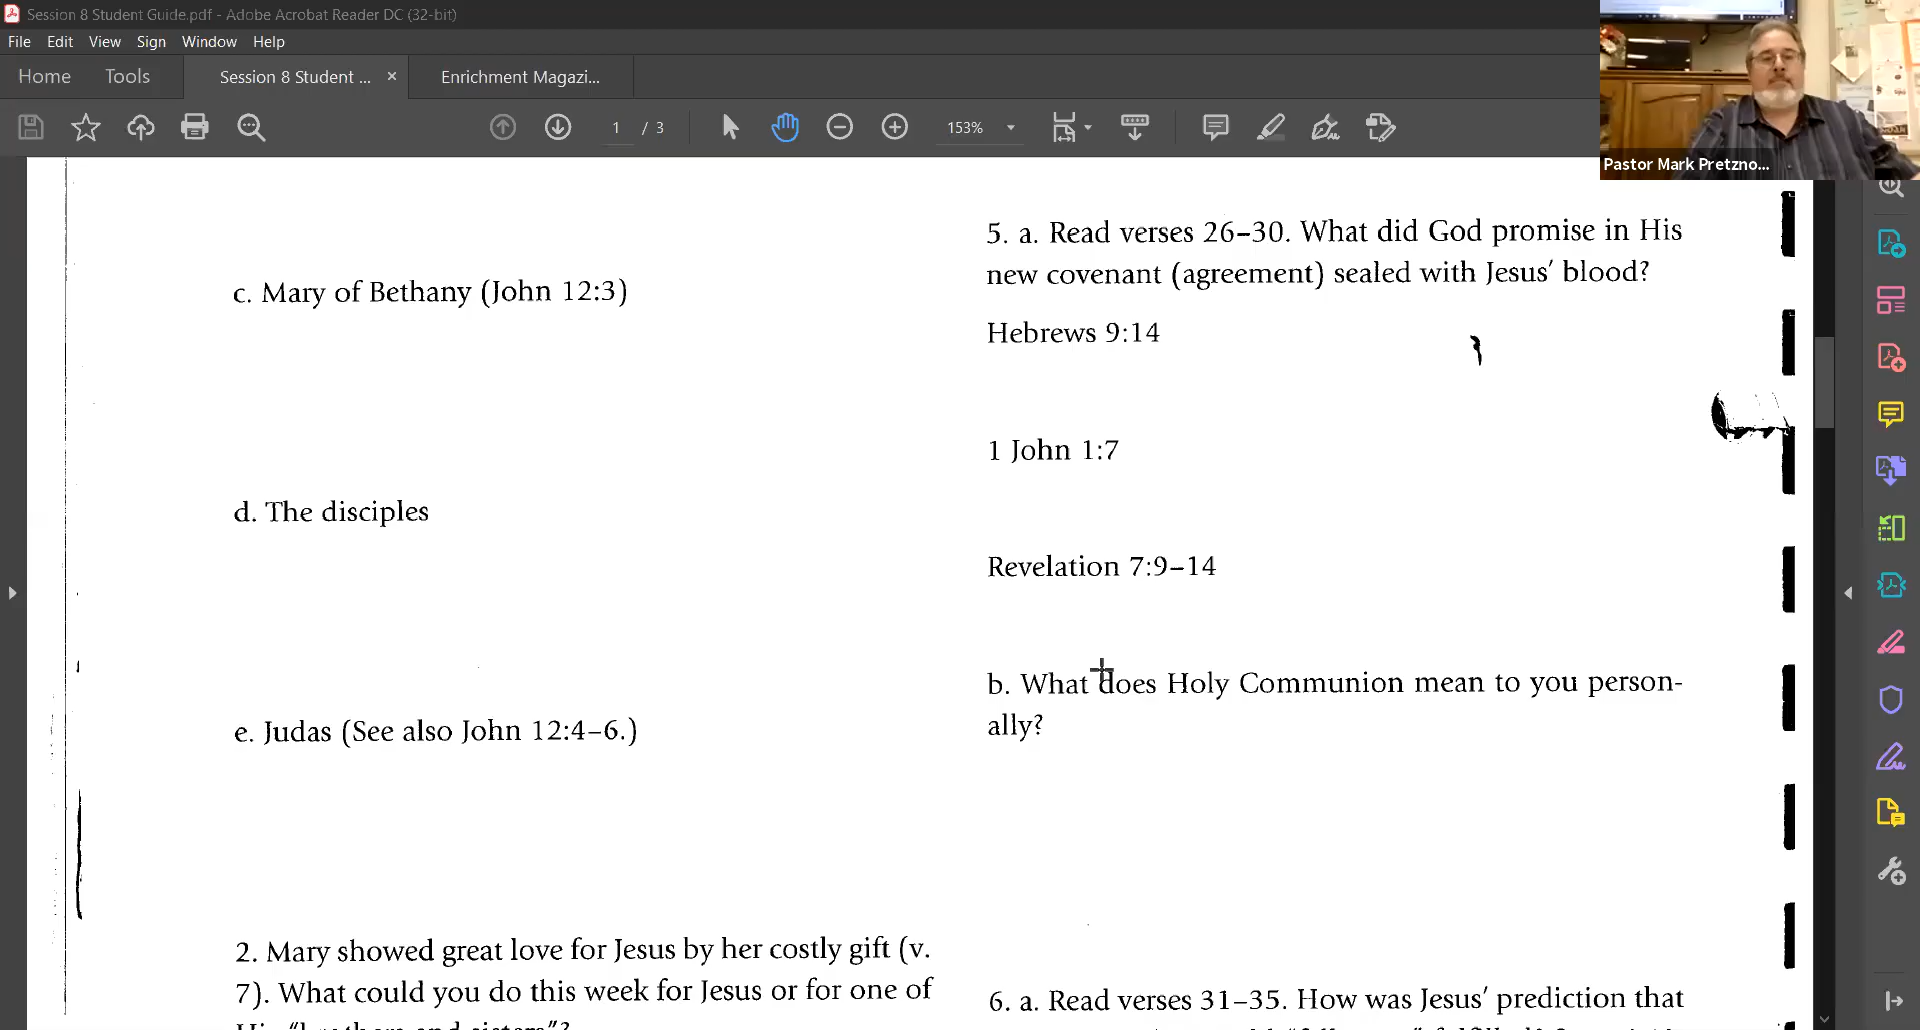 Session 8 Student Guide.pdf - Adobe Acrobat Reader DC (32-bit)
File Edit View Sign Window Help
Home Tools Session 8 Student ... × Enrichment Magazi...
1 / 3 153%
Pastor Mark Pretzno...
c. Mary of Bethany (John 12:3)
d. The disciples
e. Judas (See also John 12:4–6.)
2. Mary showed great love for Jesus by her costly gift (v.
7). What could you do this week for Jesus or for one of
5. a. Read verses 26–30. What did God promise in His
new covenant (agreement) sealed with Jesus’ blood?
Hebrews 9:14
1 John 1:7
Revelation 7:9–14
b. What does Holy Communion mean to you person-
ally?
6. a. Read verses 31–35. How was Jesus’ prediction that